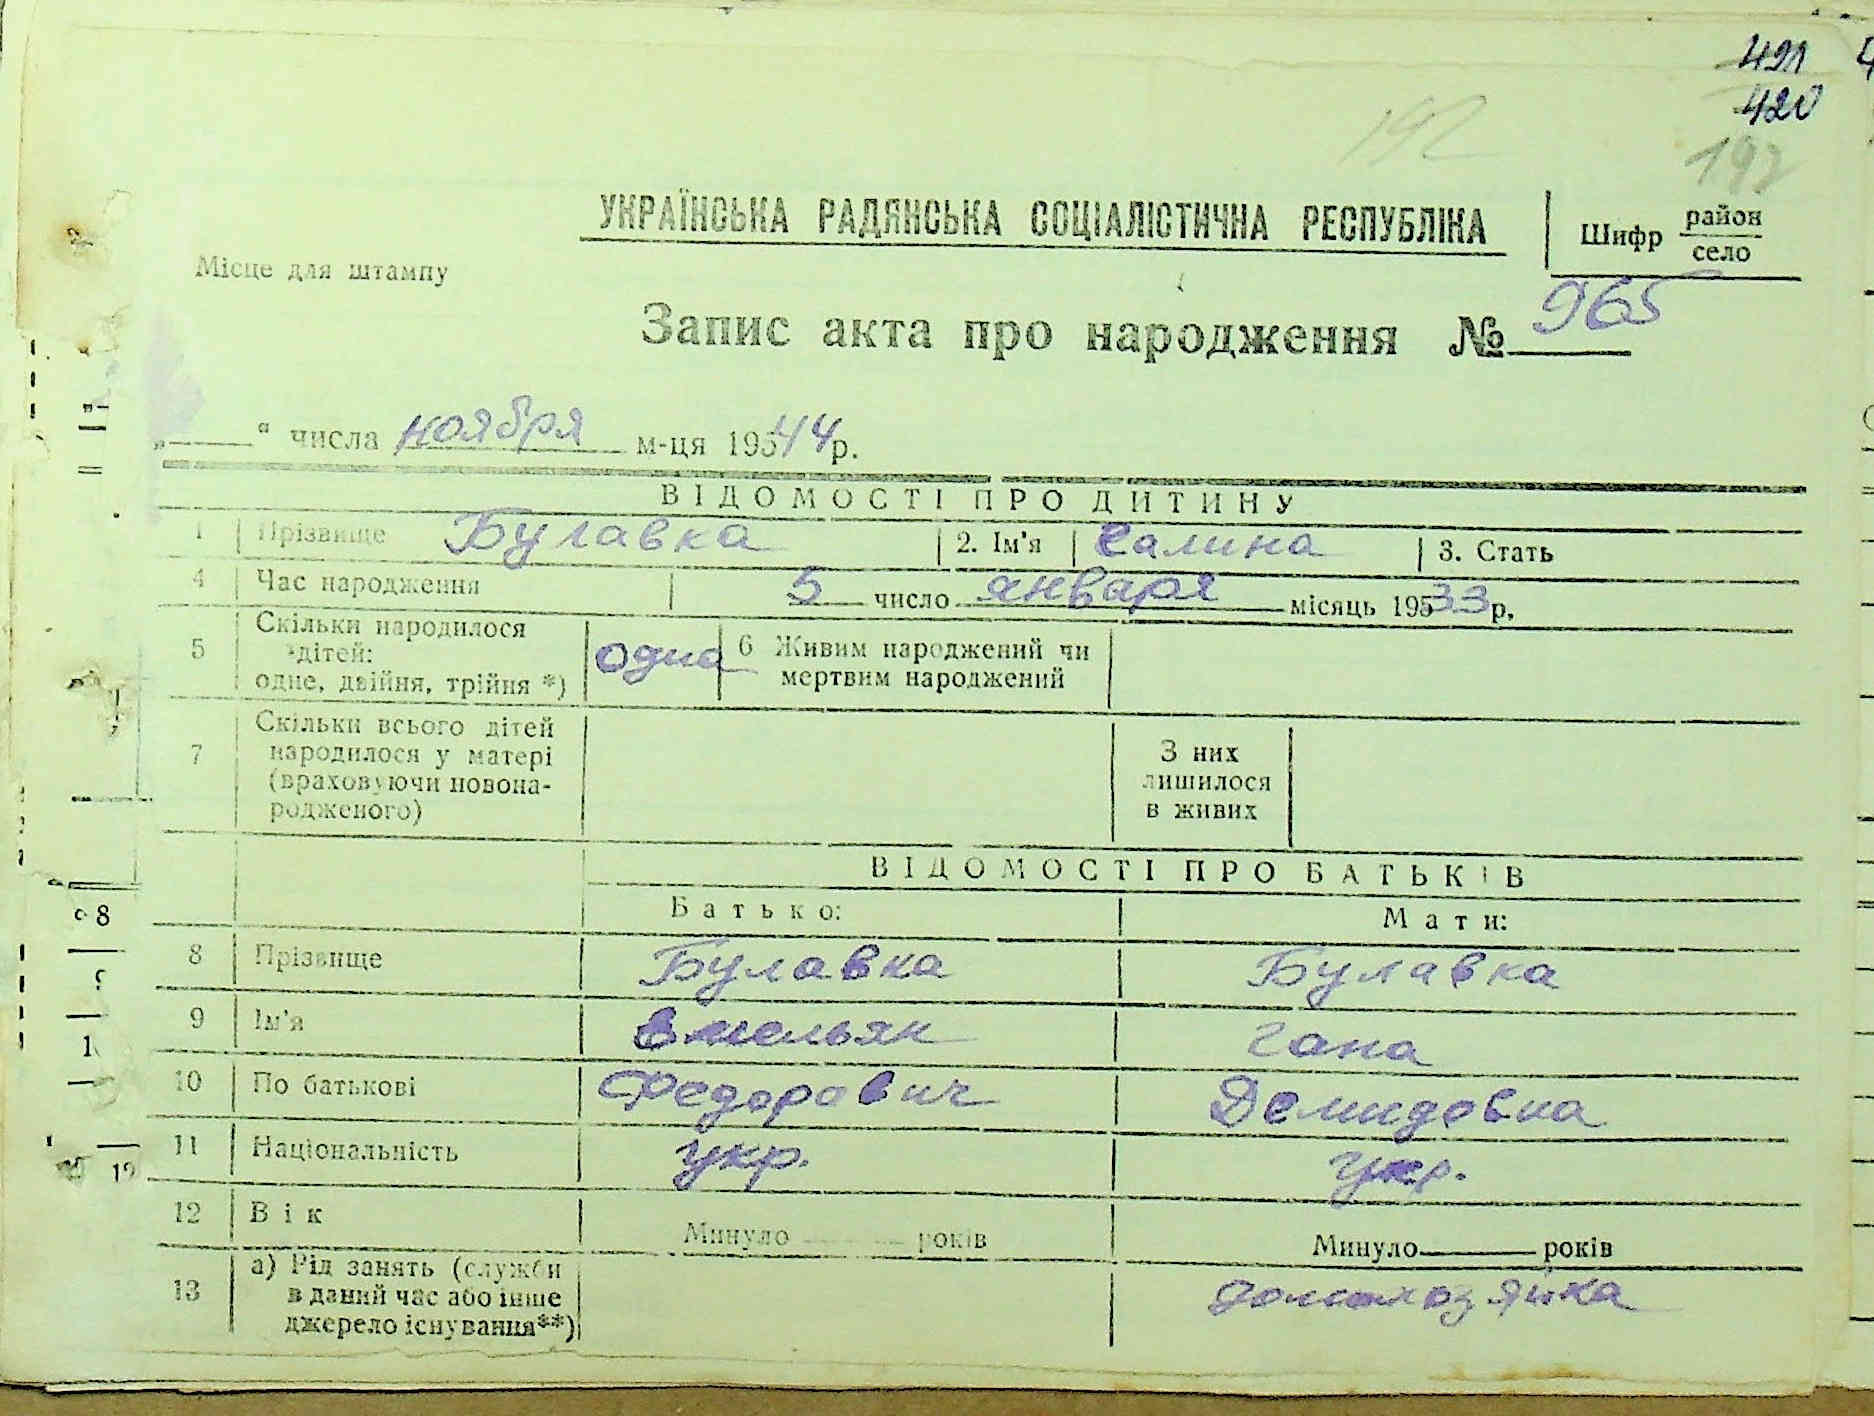 491
420
192
192
УКРАЇНСЬКА РАДЯНСЬКА СОЦІАЛІСТИЧНА РЕСПУБЛІКА
Шифр район
село
Місце для штампу
Запис акта про народження № 965
„ “ числа ноября м-ця 19544 р.
ВІДОМОСТІ ПРО ДИТИНУ
1 Прізвище Булавка 2. Ім'я Галина 3. Стать
4 Час народження 5 число января місяць 19533 р,
5 Скільки народилося дітей: одне, двійня, трійня *) одна 6 Живим народжений чи мертвим народжений
7 Скільки всього дітей народилося у матері (враховуючи новонародженого) З них лишилося в живих
ВІДОМОСТІ ПРО БАТЬКІВ
Батько: Мати:
8 Прізвище Булавка Булавка
9 Ім'я Емельян Гана
10 По батькові Федорович Демидовна
11 Національність укр. укр.
12 Вік Минуло років Минуло років
13 а) Рід занять (служби в даний час або інше джерело існування**) домохозяйка